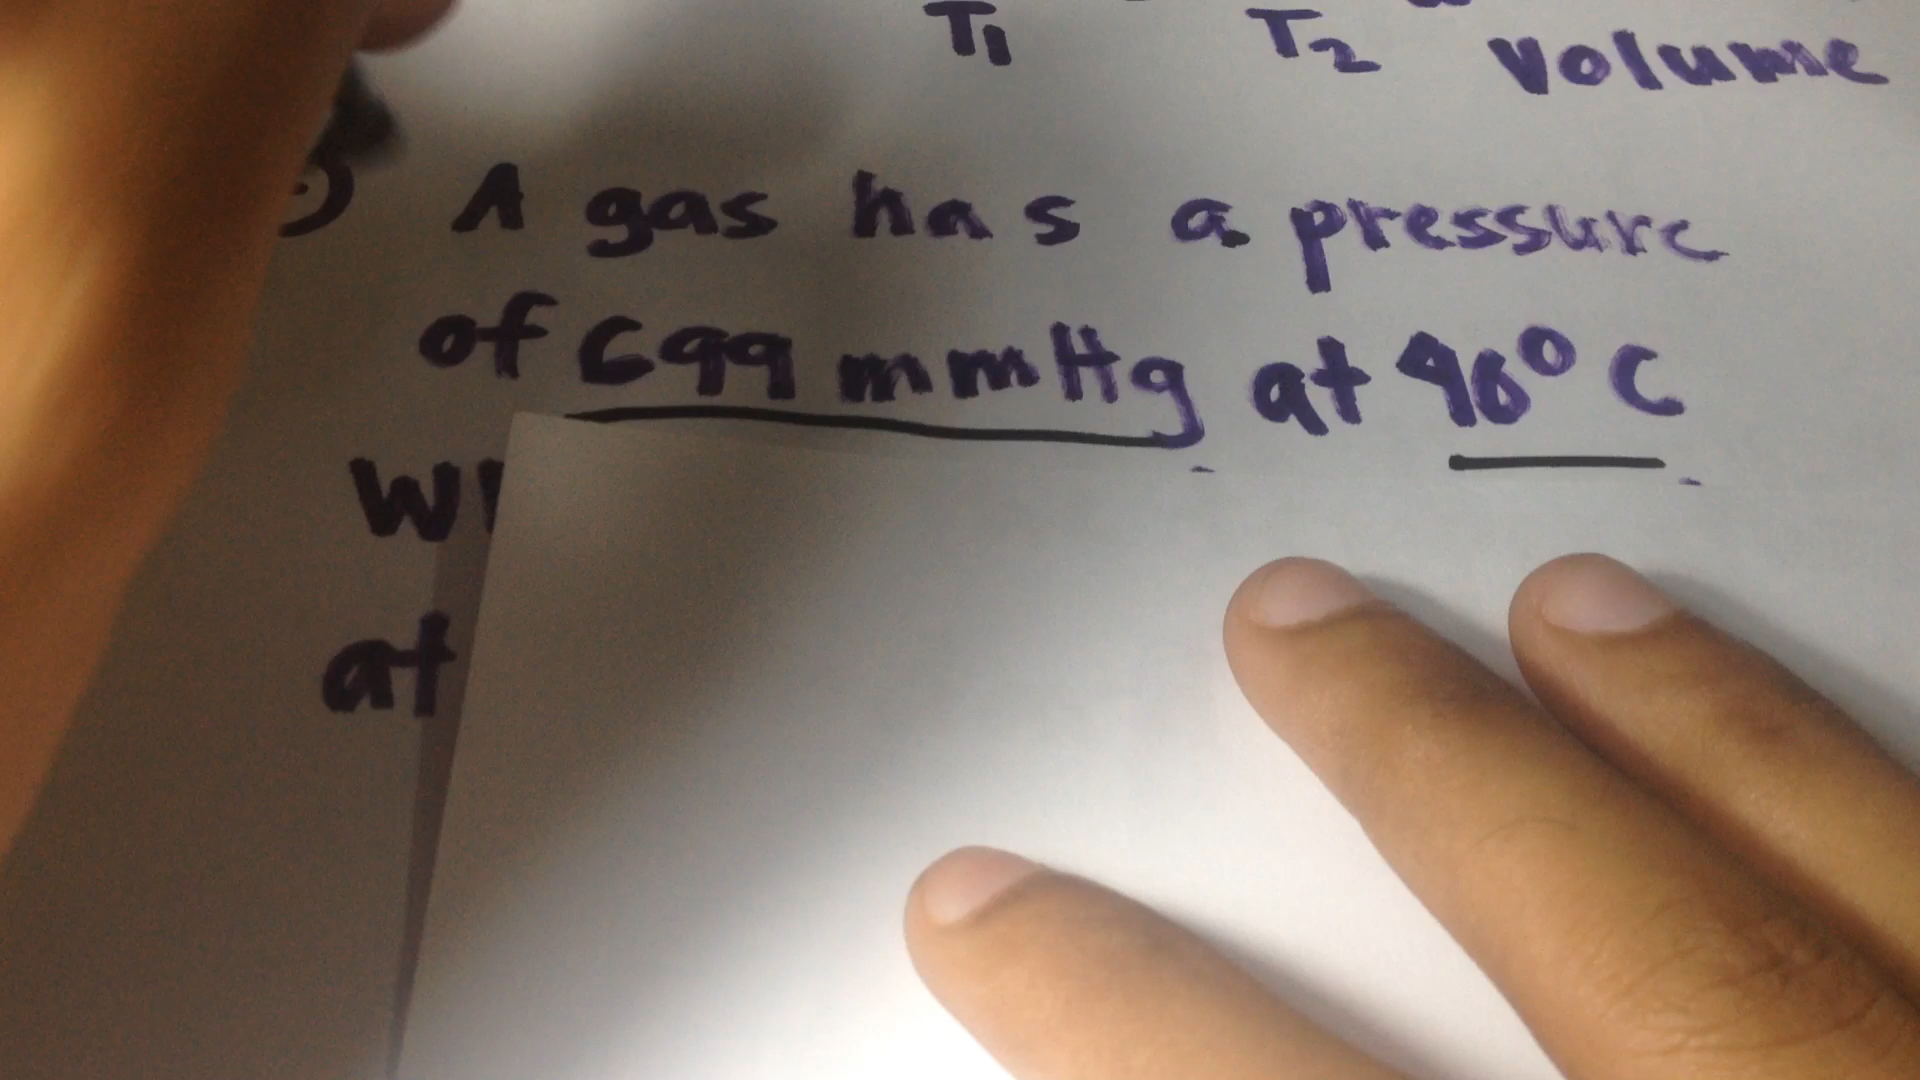 T1 T2 volume
A gas has a pressure
of 699 mmHg at 40° C
at